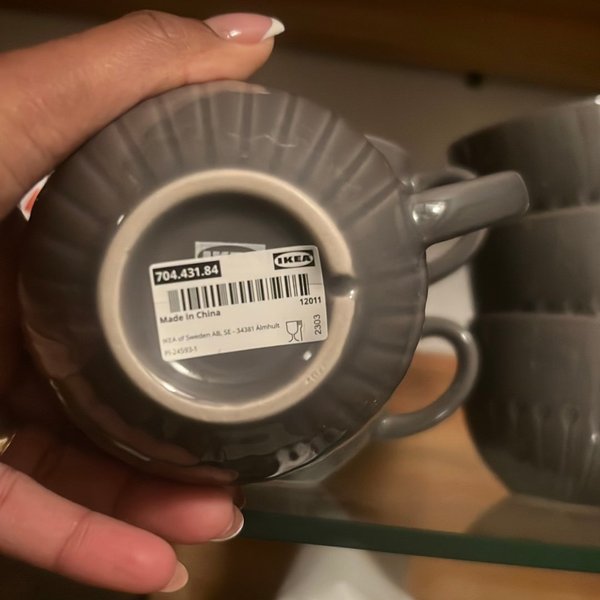 IKEA
704.431.84
IKEA
12011
Made in China
IKEA of Sweden AB, SE - 34381 Älmhult
PI-24593-1
2303